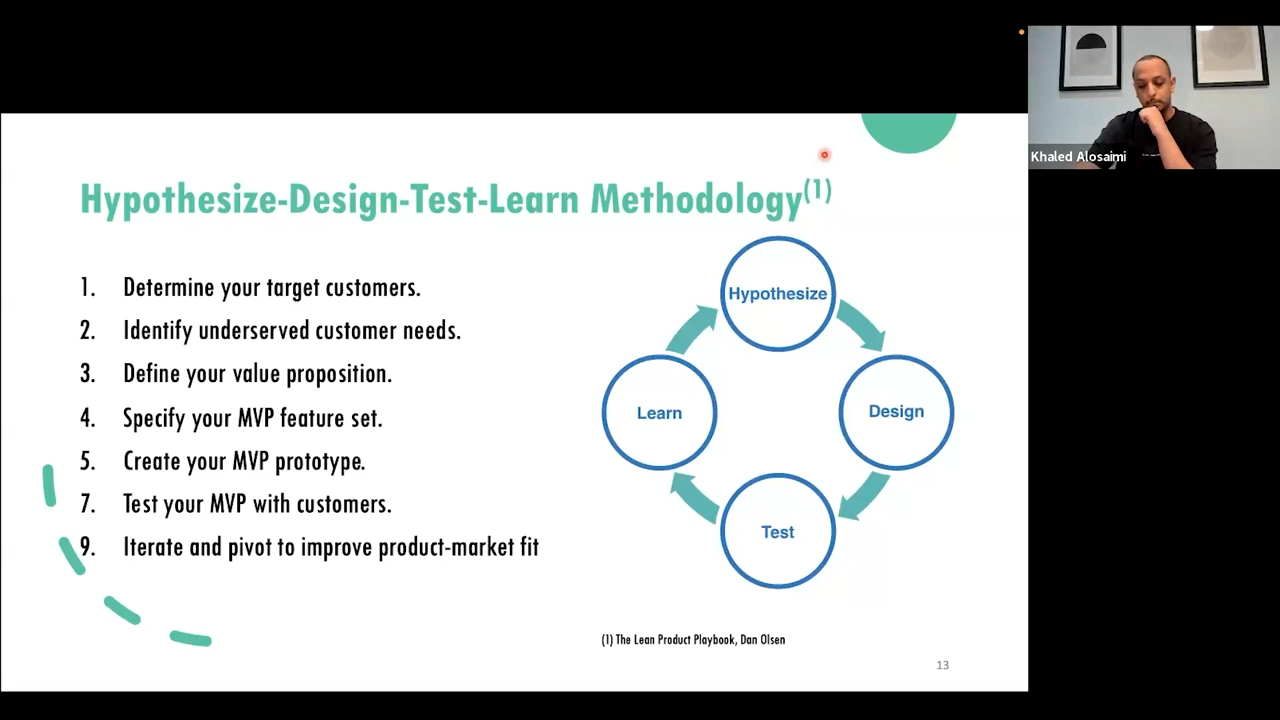 Khaled Alosaimi
Hypothesize-Design-Test-Learn Methodology(1)
1. Determine your target customers.
2. Identify underserved customer needs.
3. Define your value proposition.
4. Specify your MVP feature set.
5. Create your MVP prototype.
7. Test your MVP with customers.
9. Iterate and pivot to improve product-market fit
Hypothesize
Design
Test
Learn
(1) The Lean Product Playbook, Dan Olsen
13